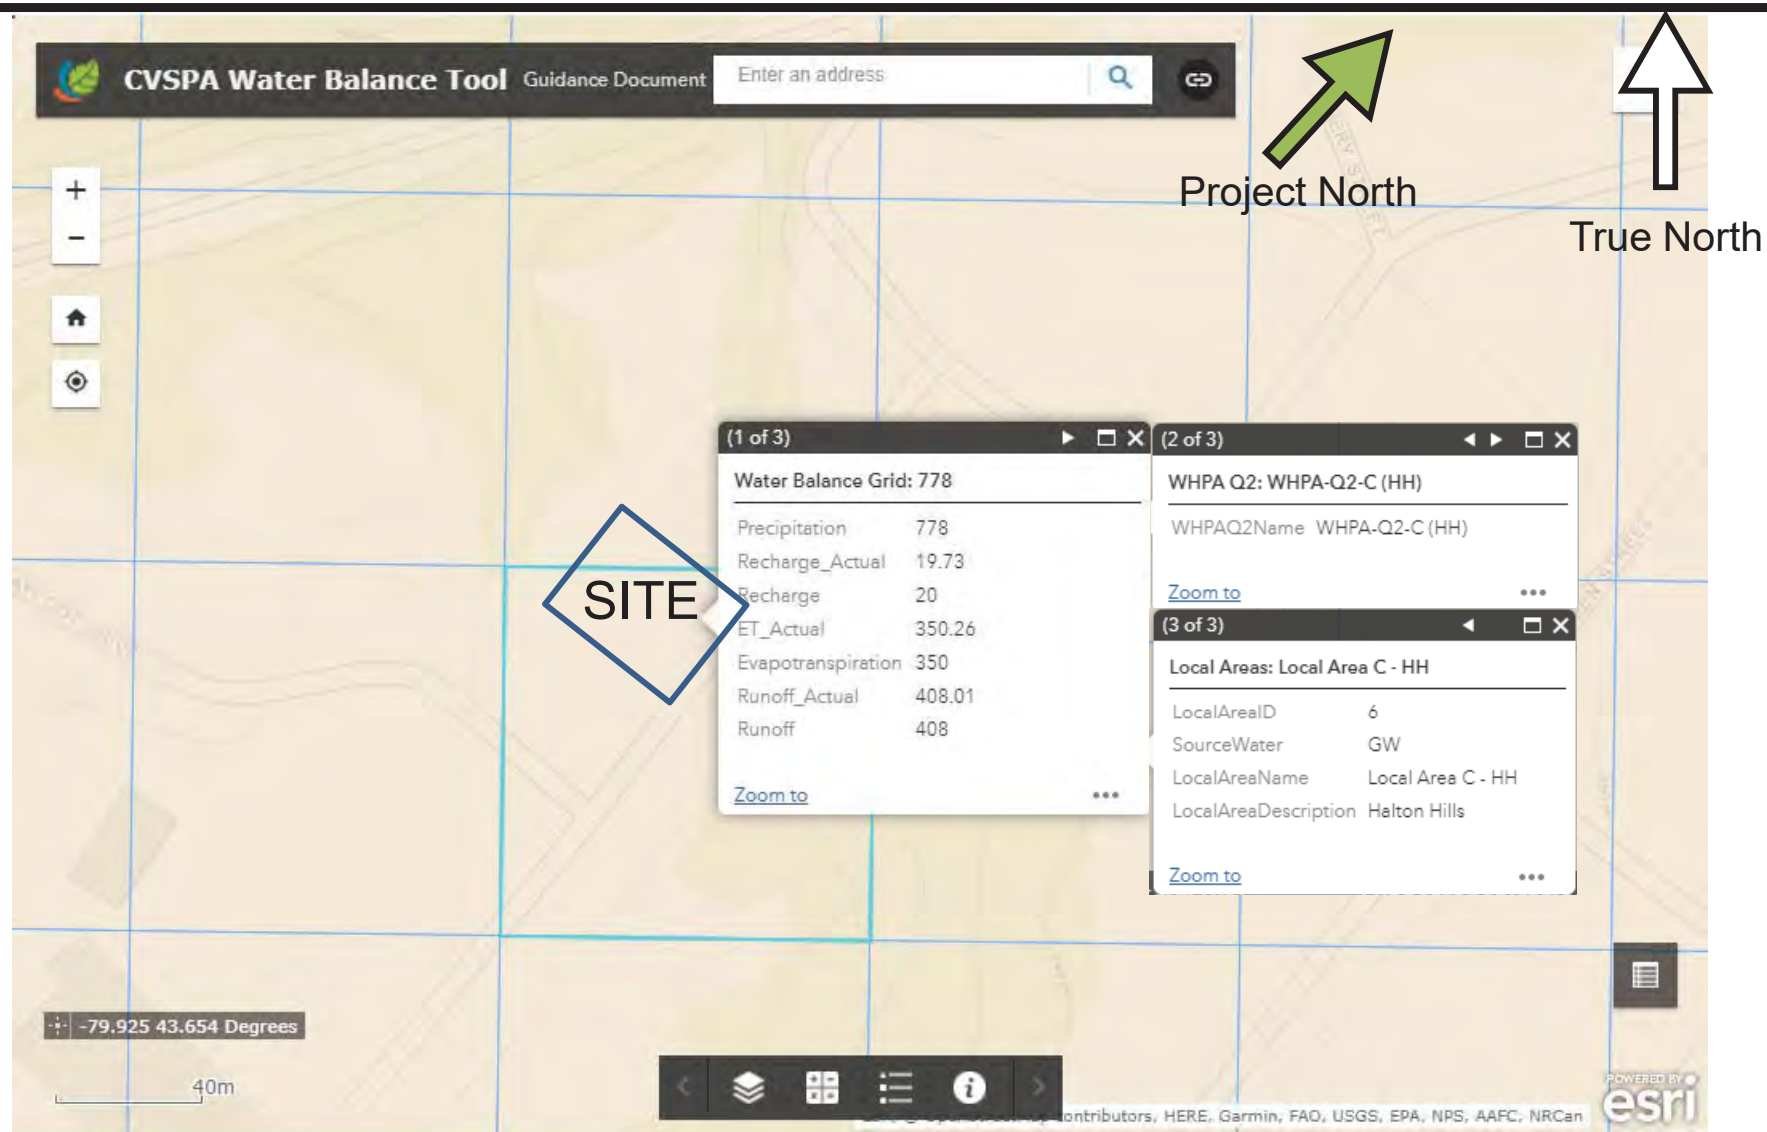 CVSPA Water Balance Tool Guidance Document
Enter an address
Project North
True North
(1 of 3)
Water Balance Grid: 778
Precipitation 778
Recharge_Actual 19.73
Recharge 20
ET_Actual 350.26
Evapotranspiration 350
Runoff_Actual 408.01
Runoff 408
Zoom to
SITE
(2 of 3)
WHPA Q2: WHPA-Q2-C (HH)
WHPAQ2Name WHPA-Q2-C (HH)
Zoom to
(3 of 3)
Local Areas: Local Area C - HH
LocalAreaID 6
SourceWater GW
LocalAreaName Local Area C - HH
LocalAreaDescription Halton Hills
Zoom to
-79.925 43.654 Degrees
40m
contributors, HERE, Garmin, FAO, USGS, EPA, NPS, AAFC, NRCan
POWERED BY
esri